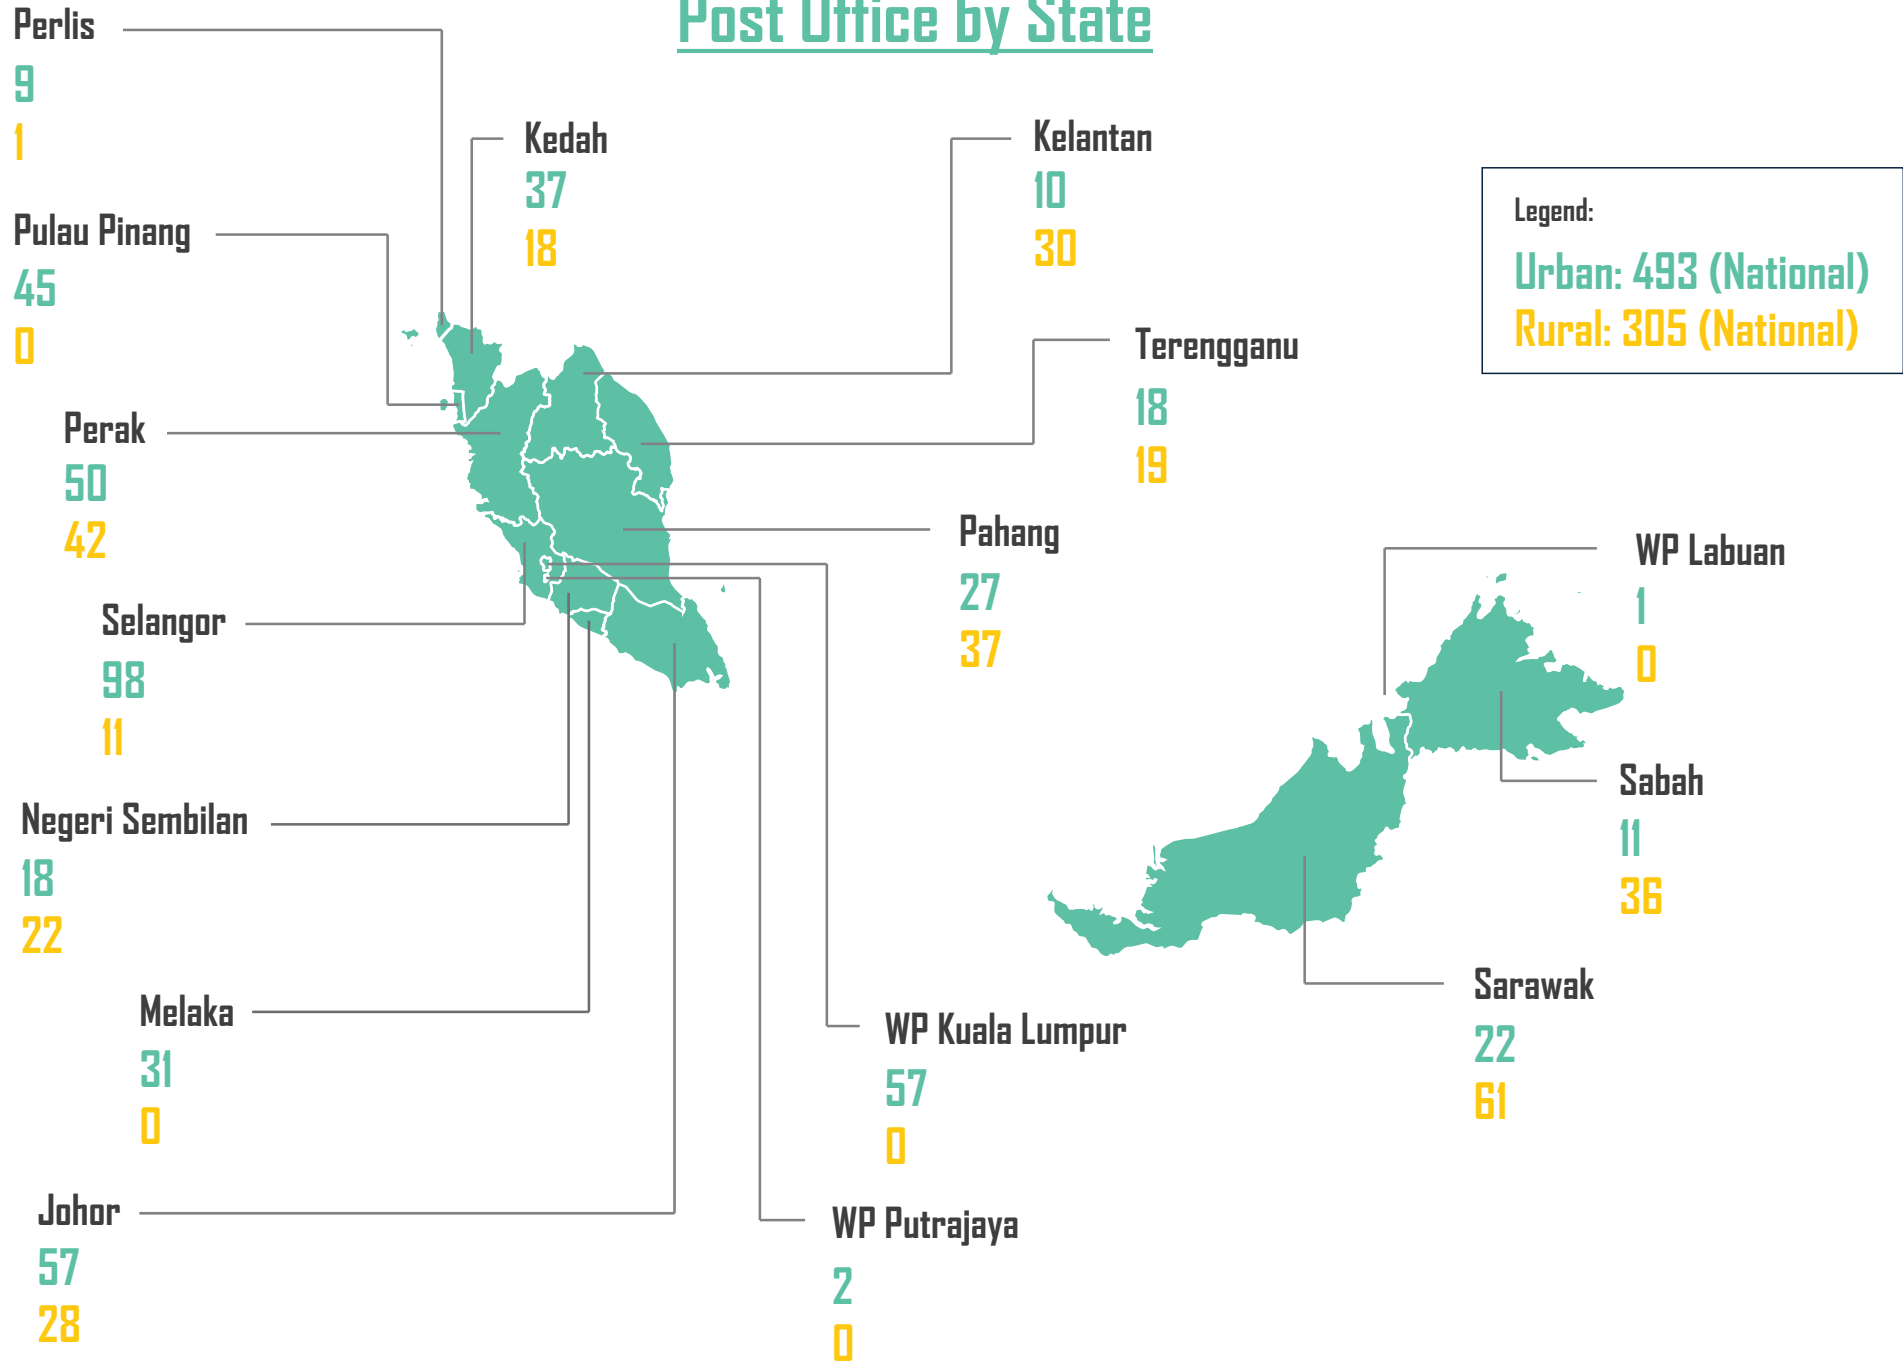 Post Office by State
Perlis
9
1
Kedah
37
18
Kelantan
10
30
Legend:
Urban: 493 (National)
Rural: 305 (National)
Pulau Pinang
45
0
Terengganu
18
19
Perak
50
42
Pahang
27
37
WP Labuan
1
0
Selangor
98
11
Sabah
11
36
Negeri Sembilan
18
22
Sarawak
22
61
Melaka
31
0
WP Kuala Lumpur
57
0
Johor
57
28
WP Putrajaya
2
0